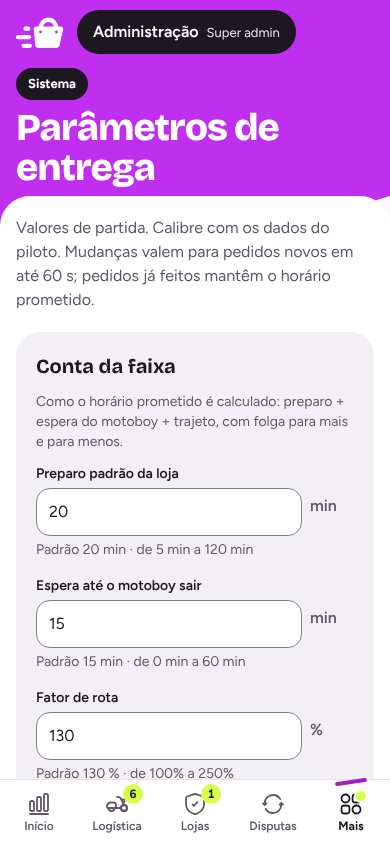 Administração Super admin
Sistema
Parâmetros de
entrega
Valores de partida. Calibre com os dados do
piloto. Mudanças valem para pedidos novos em
até 60 s; pedidos já feitos mantêm o horário
prometido.
Conta da faixa
Como o horário prometido é calculado: preparo +
espera do motoboy + trajeto, com folga para mais
e para menos.
Preparo padrão da loja
20 min
Padrão 20 min · de 5 min a 120 min
Espera até o motoboy sair
15 min
Padrão 15 min · de 0 min a 60 min
Fator de rota
130 %
Padrão 130 % · de 100% a 250%
6 1
Início Logística Lojas Disputas Mais